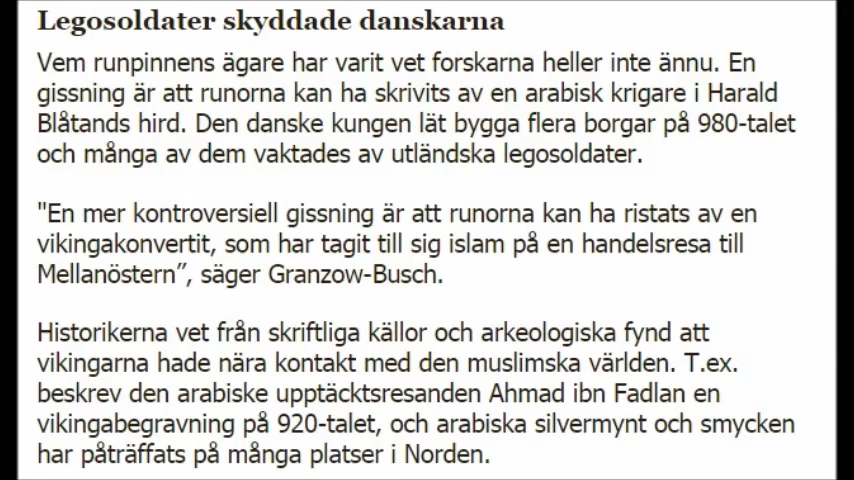 Legosoldater skyddade danskarna
Vem runpinnens ägare har varit vet forskarna heller inte ännu. En
gissning är att runorna kan ha skrivits av en arabisk krigare i Harald
Blåtands hird. Den danske kungen lät bygga flera borgar på 980-talet
och många av dem vaktades av utländska legosoldater.
"En mer kontroversiell gissning är att runorna kan ha ristats av en
vikingakonvertit, som har tagit till sig islam på en handelsresa till
Mellanöstern”, säger Granzow-Busch.
Historikerna vet från skriftliga källor och arkeologiska fynd att
vikingarna hade nära kontakt med den muslimska världen. T.ex.
beskrev den arabiske upptäcktsresanden Ahmad ibn Fadlan en
vikingabegravning på 920-talet, och arabiska silvermynt och smycken
har påträffats på många platser i Norden.